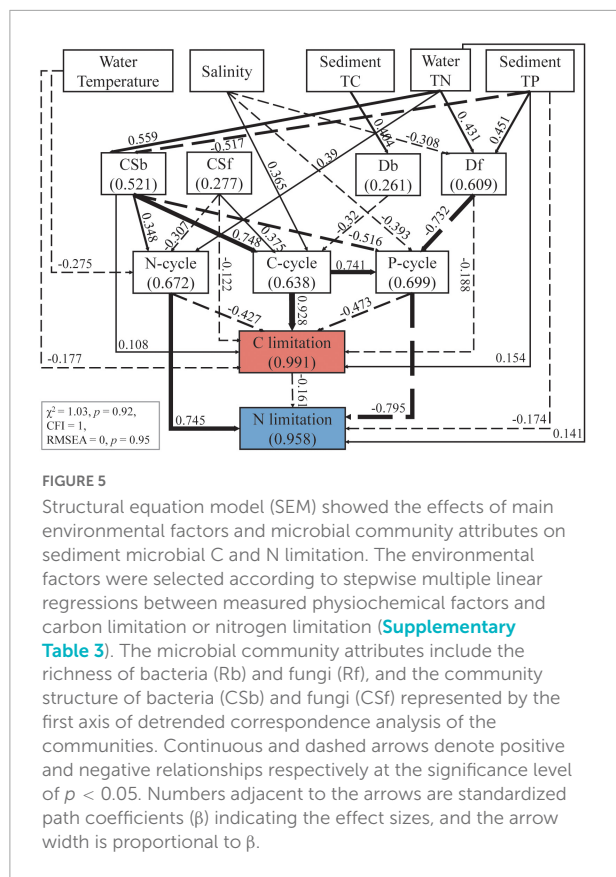 Water Temperature
Salinity
Sediment TC
Water TN
Sediment TP
0.559
-0.517
0.39
0.431
0.451
-0.308
CSb (0.521)
CSf (0.277)
Db (0.261)
Df (0.609)
0.365
0.348
-0.307
0.748
0.375
-0.32
-0.393
-0.516
-0.732
-0.275
N-cycle (0.672)
C-cycle (0.638)
P-cycle (0.699)
0.741
-0.122
-0.188
-0.427
0.928
-0.473
-0.177
0.108
C limitation (0.991)
0.154
-0.161
0.745
-0.795
-0.174
0.141
N limitation (0.958)
χ² = 1.03, p = 0.92,
CFI = 1,
RMSEA = 0, p = 0.95
FIGURE 5
Structural equation model (SEM) showed the effects of main
environmental factors and microbial community attributes on
sediment microbial C and N limitation. The environmental
factors were selected according to stepwise multiple linear
regressions between measured physiochemical factors and
carbon limitation or nitrogen limitation (Supplementary
Table 3). The microbial community attributes include the
richness of bacteria (Rb) and fungi (Rf), and the community
structure of bacteria (CSb) and fungi (CSf) represented by the
first axis of detrended correspondence analysis of the
communities. Continuous and dashed arrows denote positive
and negative relationships respectively at the significance level
of p < 0.05. Numbers adjacent to the arrows are standardized
path coefficients (β) indicating the effect sizes, and the arrow
width is proportional to β.